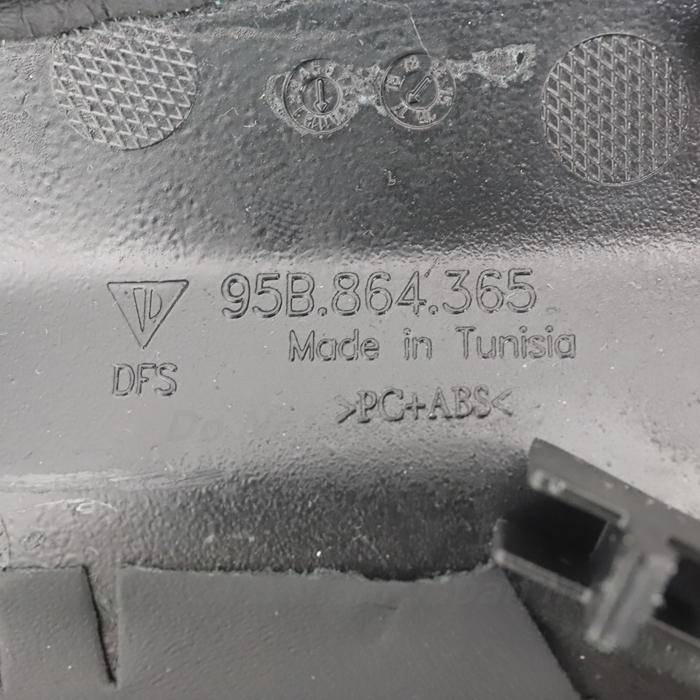 95B.864.365
Made in Tunisia
DFS
>PC+ABS<